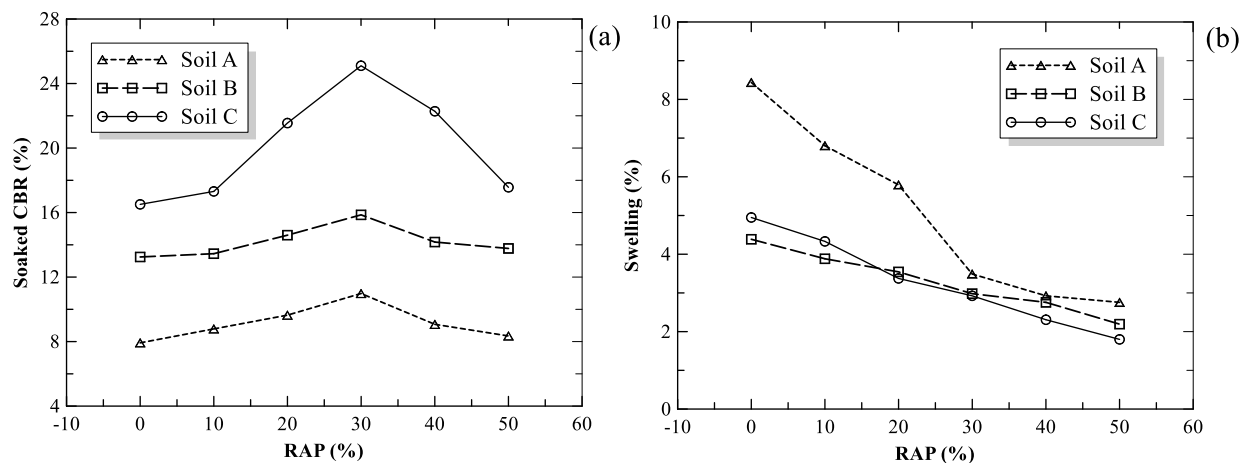 28
24
20
16
12
8
4
Soaked CBR (%)
Soil A
Soil B
Soil C
-10 0 10 20 30 40 50 60
RAP (%)
(a)
10
8
6
4
2
0
Swelling (%)
Soil A
Soil B
Soil C
-10 0 10 20 30 40 50 60
RAP (%)
(b)